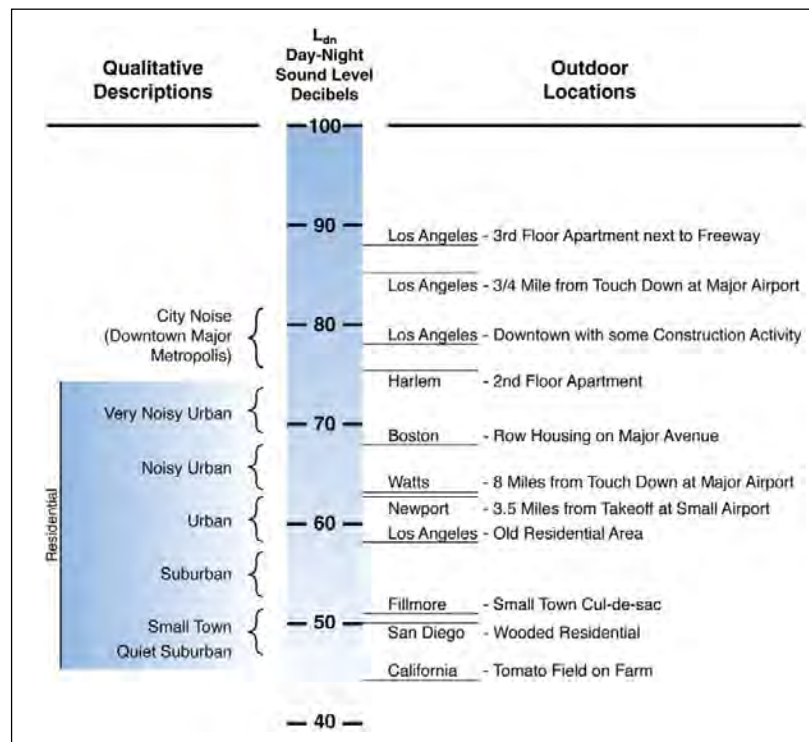 Qualitative
Descriptions
L_dn
Day-Night
Sound Level
Decibels
Outdoor
Locations
100
90
Los Angeles - 3rd Floor Apartment next to Freeway
Los Angeles - 3/4 Mile from Touch Down at Major Airport
City Noise
(Downtown Major
Metropolis)
80
Los Angeles - Downtown with some Construction Activity
Harlem - 2nd Floor Apartment
Very Noisy Urban
70
Boston - Row Housing on Major Avenue
Noisy Urban
Watts - 8 Miles from Touch Down at Major Airport
Newport - 3.5 Miles from Takeoff at Small Airport
Urban
60
Los Angeles - Old Residential Area
Residential
Suburban
Fillmore - Small Town Cul-de-sac
Small Town
Quiet Suburban
50
San Diego - Wooded Residential
California - Tomato Field on Farm
40